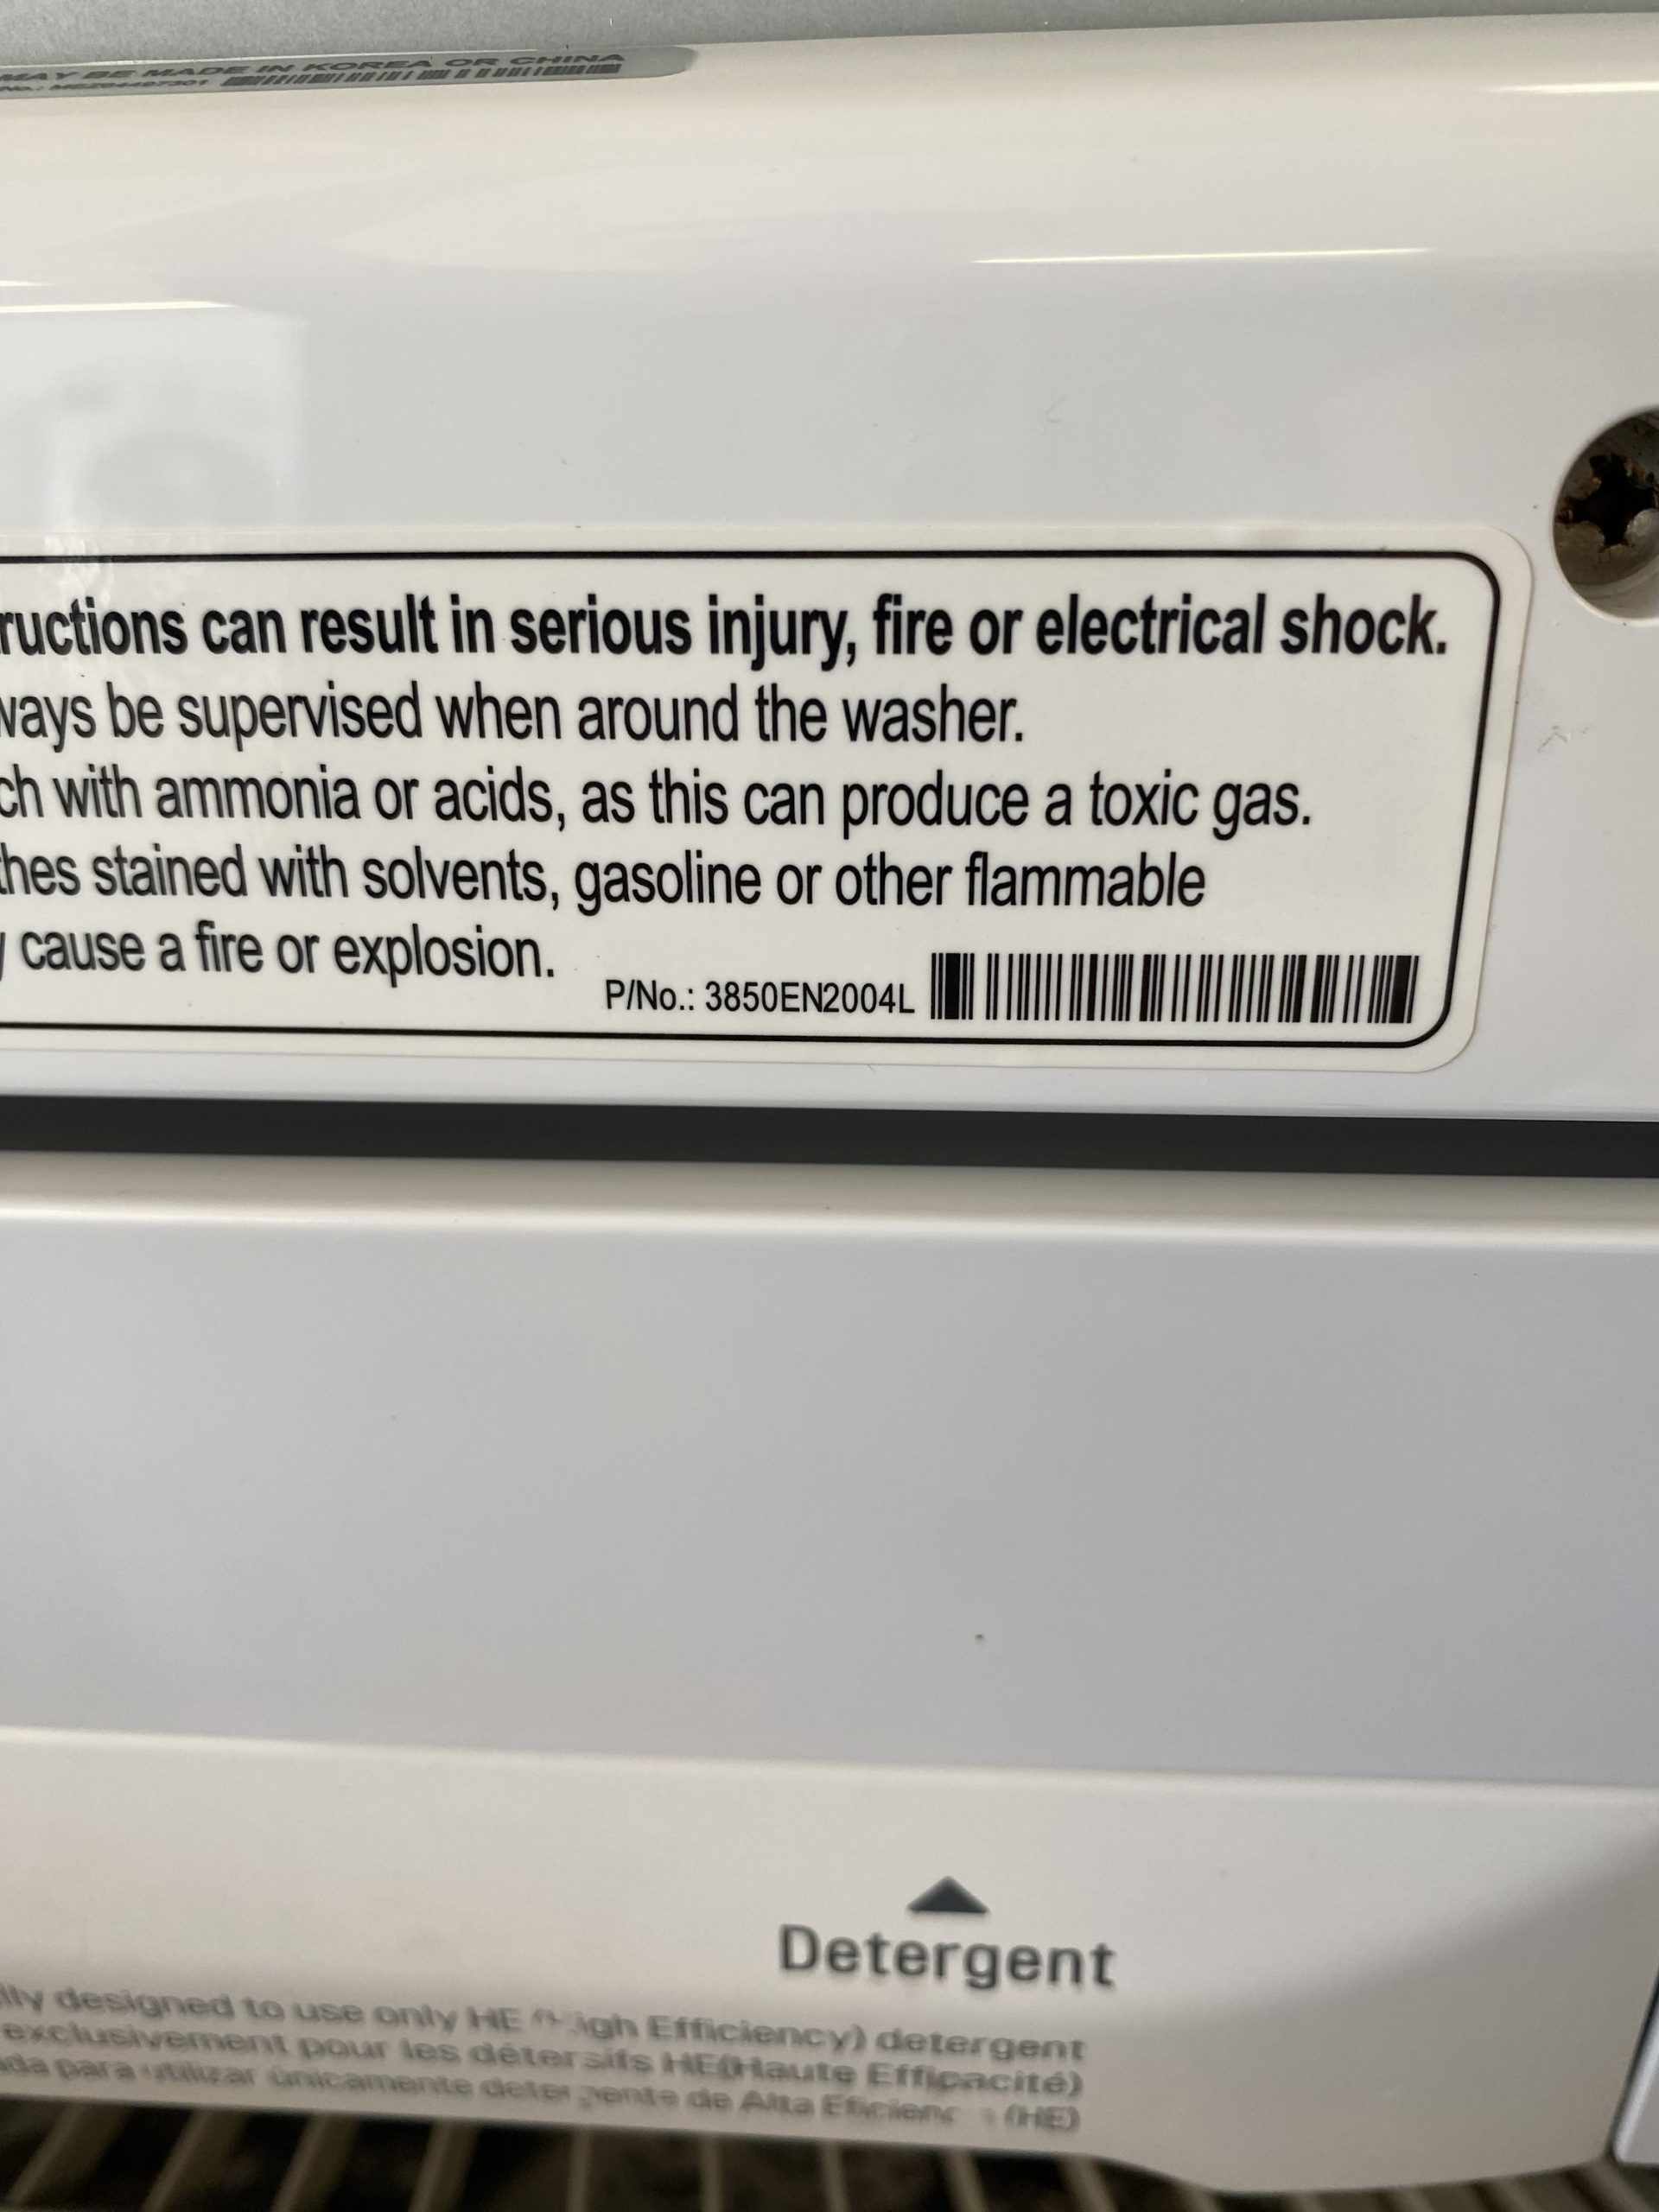 MAY BE MADE IN KOREA OR CHINA
ructions can result in serious injury, fire or electrical shock.
ways be supervised when around the washer.
ch with ammonia or acids, as this can produce a toxic gas.
thes stained with solvents, gasoline or other flammable
y cause a fire or explosion.
P/No.: 3850EN2004L
Detergent
lly designed to use only HE igh Efficiency) detergent
exclusivement pour les détersifs HE(Haute Efficacité)
ada para utilizar únicamente detergente de Alta (HE)